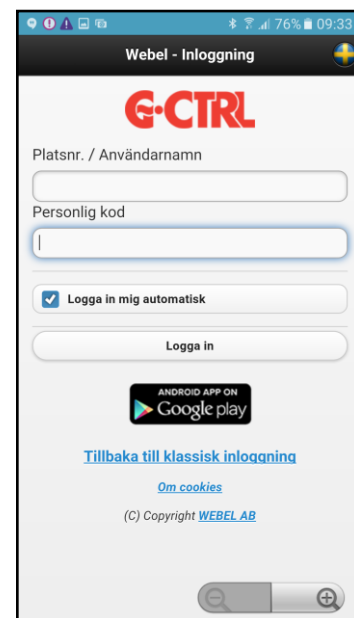 76% 09:33
Webel - Inloggning
G-CTRL
Platsnr. / Användarnamn
Personlig kod
Logga in mig automatisk
Logga in
ANDROID APP ON
Google play
Tillbaka till klassisk inloggning
Om cookies
(C) Copyright WEBEL AB